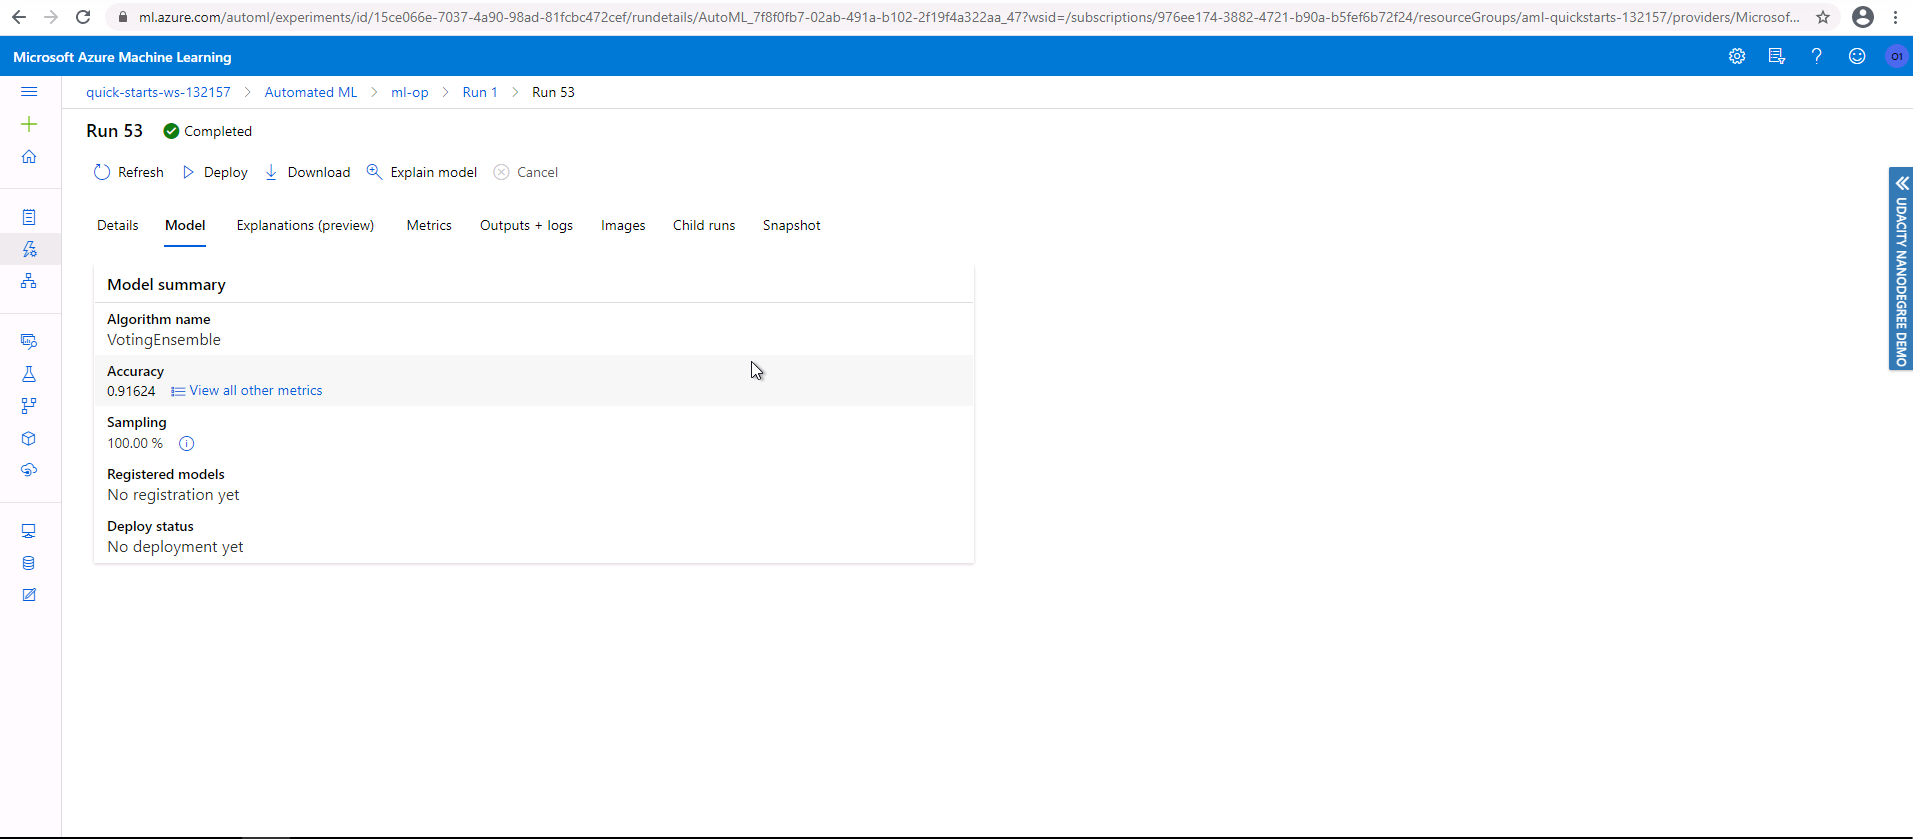 ml.azure.com/automl/experiments/id/15ce066e-7037-4a90-98ad-81fcbc472cef/rundetails/AutoML_7f8f0fb7-02ab-491a-b102-2f19f4a322aa_47?wsid=/subscriptions/976ee174-3882-4721-b90a-b5fef6b72f24/resourceGroups/aml-quickstarts-132157/providers/Microsof...
Microsoft Azure Machine Learning
O1
quick-starts-ws-132157 > Automated ML > ml-op > Run 1 > Run 53
Run 53 Completed
Refresh Deploy Download Explain model Cancel
Details Model Explanations (preview) Metrics Outputs + logs Images Child runs Snapshot
UDACITY NANODEGREE DEMO
Model summary
Algorithm name
VotingEnsemble
Accuracy
0.91624 View all other metrics
Sampling
100.00 %
Registered models
No registration yet
Deploy status
No deployment yet